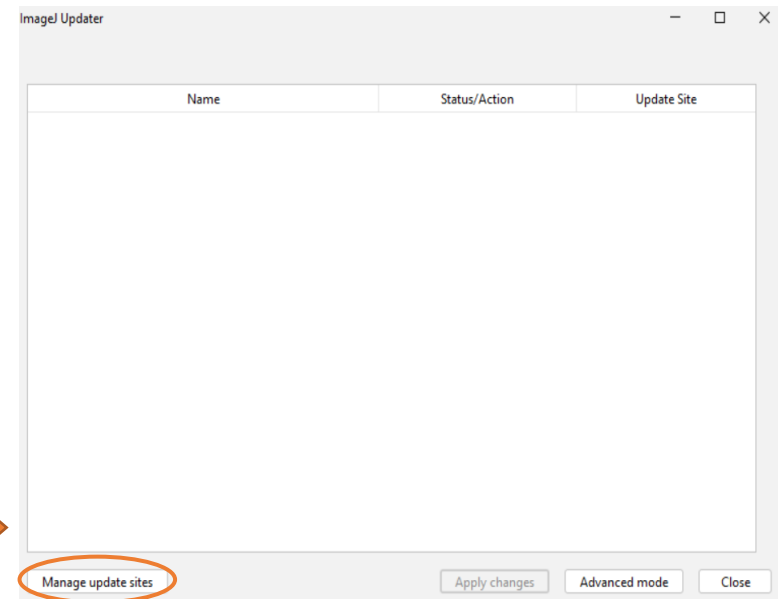 ImageJ Updater
Name Status/Action Update Site
Manage update sites Apply changes Advanced mode Close